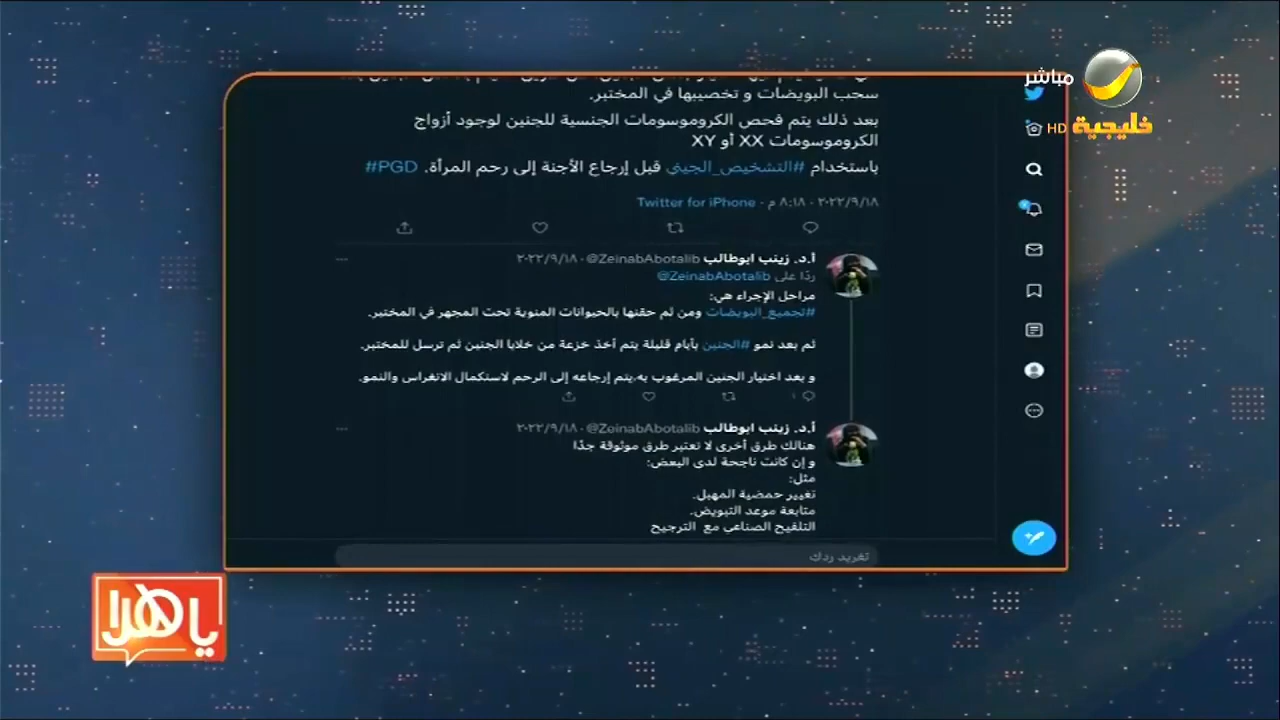 مباشر
خليجية HD
سحب البويضات و تخصيبها في المختبر.
بعد ذلك يتم فحص الكروموسومات الجنسية للجنين لوجود أزواج
الكروموسومات XX أو XY
باستخدام #التشخيص_الجيني قبل إرجاع الأجنة إلى رحم المرأة. #PGD
٢٠٢٢/٩/١٨ · ٨:١٨ م · Twitter for iPhone
أ.د. زينب ابوطالب @ZeinabAbotalib · ٢٠٢٢/٩/١٨
ردًا على @ZeinabAbotalib
مراحل الإجراء هي:
#تجميع_البويضات ومن ثم حقنها بالحيوانات المنوية تحت المجهر في المختبر.
ثم بعد نمو #الجنين بأيام قليلة يتم أخذ خزعة من خلايا الجنين ثم ترسل للمختبر.
و بعد اختيار الجنين المرغوب به،يتم إرجاعه إلى الرحم لاستكمال الانغراس والنمو.
١
أ.د. زينب ابوطالب @ZeinabAbotalib · ٢٠٢٢/٩/١٨
هنالك طرق أخرى لا تعتبر طرق موثوقة جدًا
و إن كانت ناجحة لدى البعض:
مثل:
تغيير حمضية المهبل.
متابعة موعد التبويض.
التلقيح الصناعي مع الترجيح
تغريد ردك
ياهلا